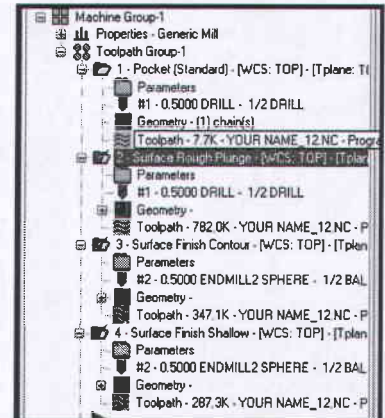 Machine Group-1
Properties - Generic Mill
Toolpath Group-1
1 - Pocket (Standard) - [WCS: TOP] - [Tplane: T
Parameters
#1 - 0.5000 DRILL - 1/2 DRILL
Geometry - (1) chain(s)
Toolpath - 7.7K - YOUR NAME_12.NC - Progra
2 - Surface Rough Plunge - [WCS: TOP] - [Tplan
Parameters
#1 - 0.5000 DRILL - 1/2 DRILL
Geometry -
Toolpath - 782.0K - YOUR NAME_12.NC - P
3 - Surface Finish Contour - [WCS: TOP] - [Tplan
Parameters
#2 - 0.5000 ENDMILL2 SPHERE - 1/2 BAL
Geometry -
Toolpath - 347.1K - YOUR NAME_12.NC - P
4 - Surface Finish Shallow - [WCS: TOP] - [Tplan
Parameters
#2 - 0.5000 ENDMILL2 SPHERE - 1/2 BAL
Geometry -
Toolpath - 287.3K - YOUR NAME_12.NC - P